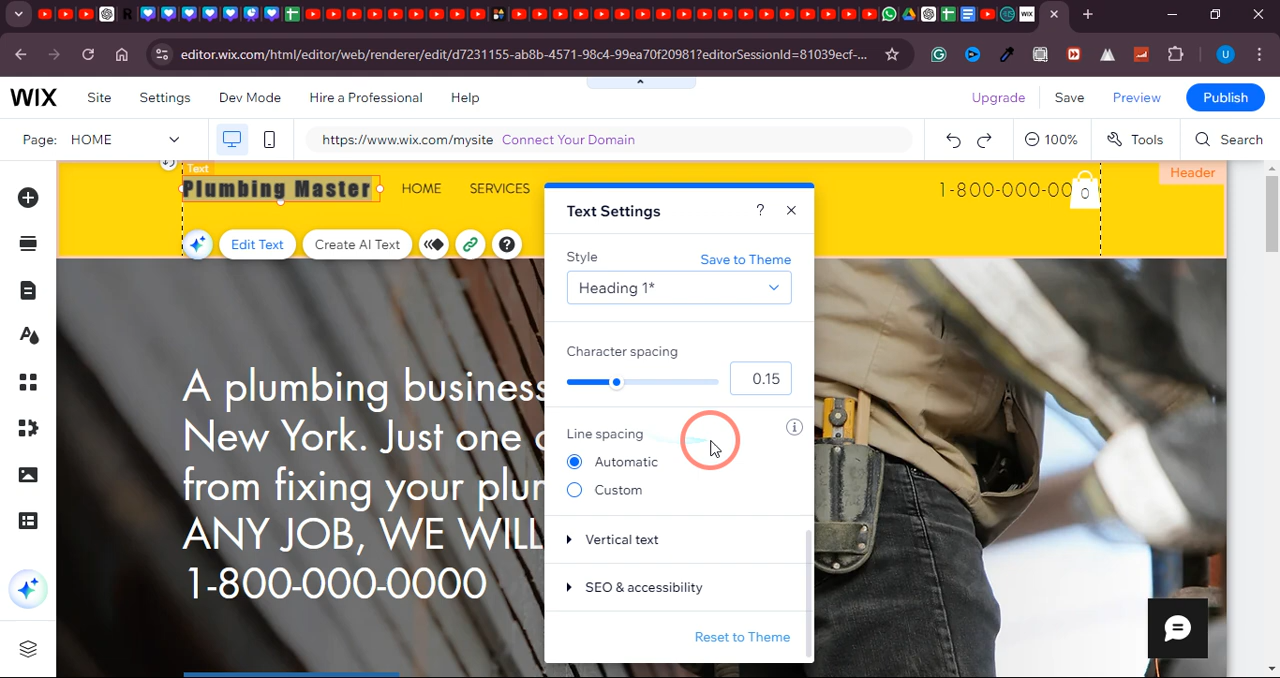 editor.wix.com/html/editor/web/renderer/edit/d7231155-ab8b-4571-98c4-99ea70f20981?editorSessionId=81039ecf-...
WIX Site Settings Dev Mode Hire a Professional Help Upgrade Save Preview Publish
Page: HOME https://www.wix.com/mysite Connect Your Domain 100% Tools Search
Text
Header
Plumbing Master HOME SERVICES 1-800-000-00 0
Edit Text Create AI Text
A plumbing business
New York. Just one
from fixing your plu
ANY JOB, WE WILL
1-800-000-0000
Text Settings ?
Style Save to Theme
Heading 1*
Character spacing
0.15
Line spacing
Automatic
Custom
Vertical text
SEO & accessibility
Reset to Theme